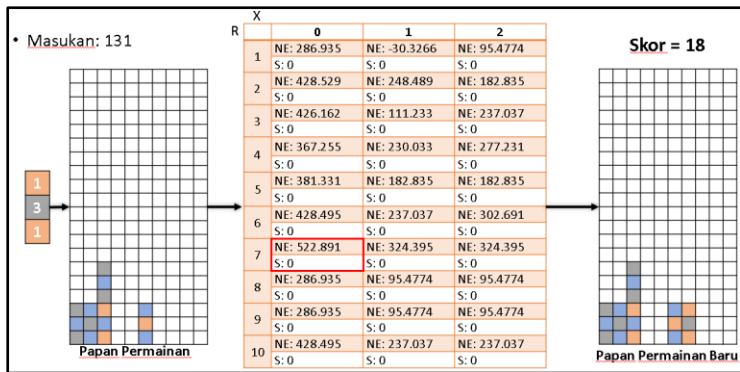 • Masukan: 131
1
3
1
Papan Permainan
X
R
0 1 2
1 NE: 286.935 NE: -30.3266 NE: 95.4774
S: 0 S: 0 S: 0
2 NE: 428.529 NE: 248.489 NE: 182.835
S: 0 S: 0 S: 0
3 NE: 426.162 NE: 111.233 NE: 237.037
S: 0 S: 0 S: 0
4 NE: 367.255 NE: 230.033 NE: 277.231
S: 0 S: 0 S: 0
5 NE: 381.331 NE: 182.835 NE: 182.835
S: 0 S: 0 S: 0
6 NE: 428.495 NE: 237.037 NE: 302.691
S: 0 S: 0 S: 0
7 NE: 522.891 NE: 324.395 NE: 324.395
S: 0 S: 0 S: 0
8 NE: 286.935 NE: 95.4774 NE: 95.4774
S: 0 S: 0 S: 0
9 NE: 286.935 NE: 95.4774 NE: 95.4774
S: 0 S: 0 S: 0
10 NE: 428.495 NE: 237.037 NE: 237.037
S: 0 S: 0 S: 0
Skor = 18
Papan Permainan Baru